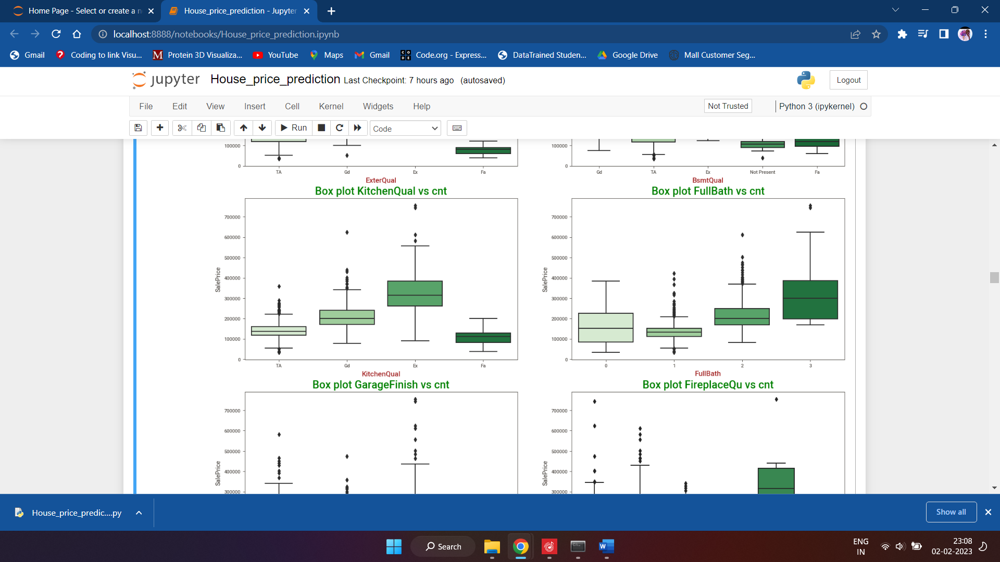 Home Page - Select or create a n
House_price_prediction - Jupyter
localhost:8888/notebooks/House_price_prediction.ipynb
Gmail
Coding to link Visu...
Protein 3D Visualiza...
YouTube
Maps
Gmail
Code.org - Express...
DataTrained Studen...
Google Drive
Mall Customer Seg...
jupyter House_price_prediction Last Checkpoint: 7 hours ago (autosaved)
Logout
File Edit View Insert Cell Kernel Widgets Help
Not Trusted
Python 3 (ipykernel)
Run
Code
100000
0
TA Gd Ex Fa
ExterQual
100000
0
Gd TA Ex Not Present Fa
BsmtQual
Box plot KitchenQual vs cnt
700000
600000
500000
400000
300000
200000
100000
0
SalePrice
TA Gd Ex Fa
KitchenQual
Box plot FullBath vs cnt
700000
600000
500000
400000
300000
200000
100000
0
SalePrice
0 1 2 3
FullBath
Box plot GarageFinish vs cnt
700000
600000
500000
400000
300000
SalePrice
Box plot FireplaceQu vs cnt
700000
600000
500000
400000
300000
SalePrice
House_price_predic....py
Show all
Search
ENG
IN
23:08
02-02-2023